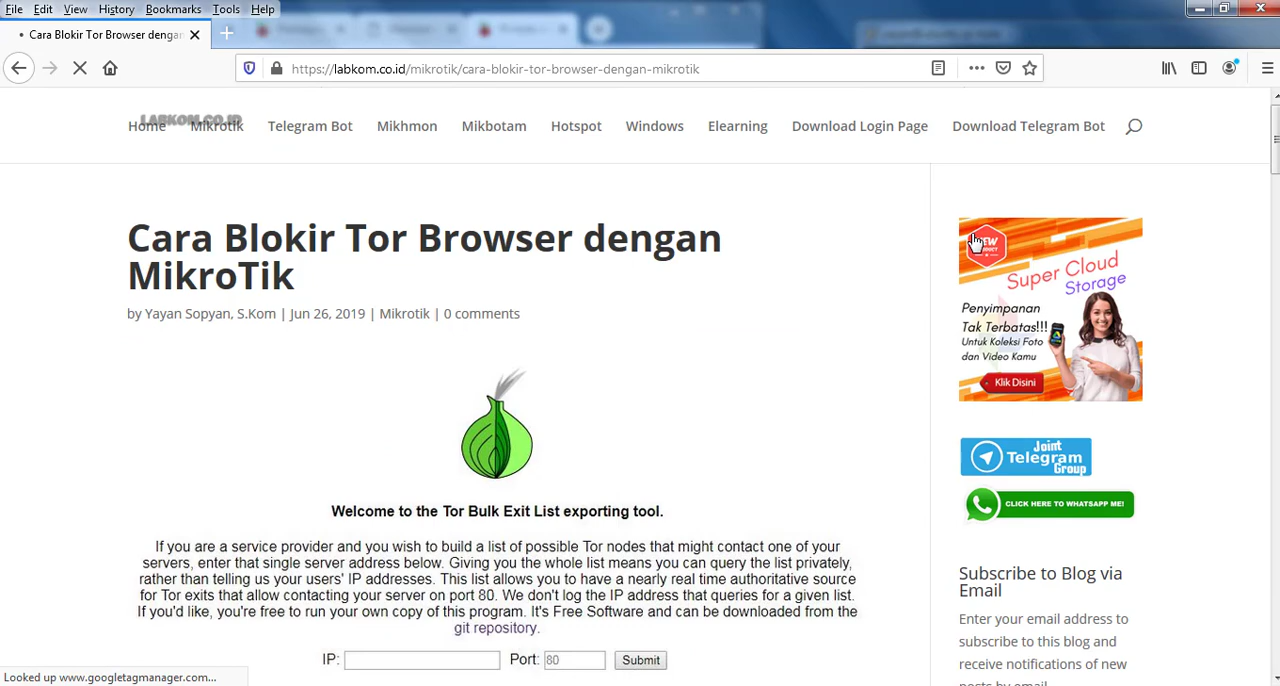 File Edit View History Bookmarks Tools Help
Cara Blokir Tor Browser denga
https://labkom.co.id/mikrotik/cara-blokir-tor-browser-dengan-mikrotik
LABKOM.CO.ID
Home Mikrotik Telegram Bot Mikhmon Mikbotam Hotspot Windows Elearning Download Login Page Download Telegram Bot
Cara Blokir Tor Browser dengan
MikroTik
by Yayan Sopyan, S.Kom | Jun 26, 2019 | Mikrotik | 0 comments
Welcome to the Tor Bulk Exit List exporting tool.
If you are a service provider and you wish to build a list of possible Tor nodes that might contact one of your
servers, enter that single server address below. Giving you the whole list means you can query the list privately,
rather than telling us your users' IP addresses. This list allows you to have a nearly real time authoritative source
for Tor exits that allow contacting your server on port 80. We don't log the IP address that queries for a given list.
If you'd like, you're free to run your own copy of this program. It's Free Software and can be downloaded from the
git repository.
IP: Port: 80 Submit
NEW
Super Cloud
Storage
Penyimpanan
Tak Terbatas!!!
Untuk Koleksi Foto
dan Video Kamu
Klik Disini
Joint
Telegram
Group
CLICK HERE TO WHATSAPP ME!
Subscribe to Blog via
Email
Enter your email address to
subscribe to this blog and
receive notifications of new
posts by email.
Looked up www.googletagmanager.com...